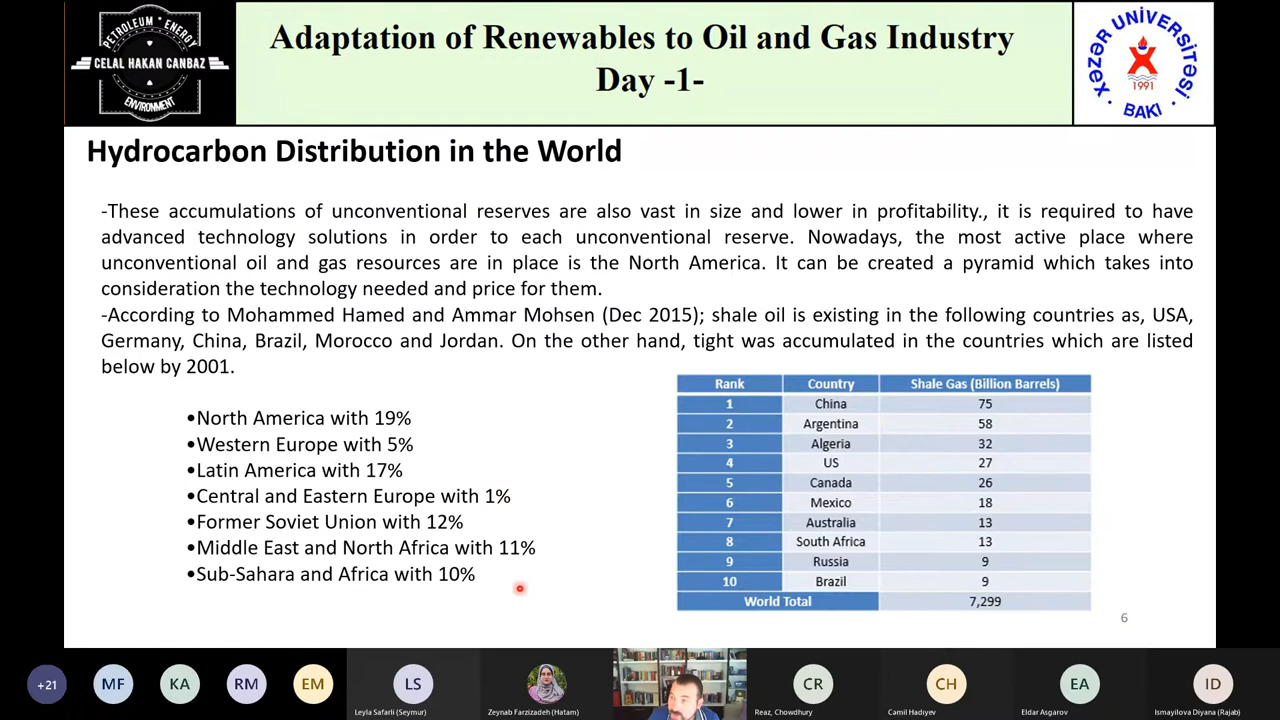 PETROLEUM ENERGY
CELAL HAKAN CANBAZ
ENVIRONMENT
Adaptation of Renewables to Oil and Gas Industry
Day -1-
XƏZƏR UNİVERSİTƏSİ
1991
BAKI
Hydrocarbon Distribution in the World
-These accumulations of unconventional reserves are also vast in size and lower in profitability., it is required to have
advanced technology solutions in order to each unconventional reserve. Nowadays, the most active place where
unconventional oil and gas resources are in place is the North America. It can be created a pyramid which takes into
consideration the technology needed and price for them.
-According to Mohammed Hamed and Ammar Mohsen (Dec 2015); shale oil is existing in the following countries as, USA,
Germany, China, Brazil, Morocco and Jordan. On the other hand, tight was accumulated in the countries which are listed
below by 2001.
•North America with 19%
•Western Europe with 5%
•Latin America with 17%
•Central and Eastern Europe with 1%
•Former Soviet Union with 12%
•Middle East and North Africa with 11%
•Sub-Sahara and Africa with 10%
Rank Country Shale Gas (Billion Barrels)
1 China 75
2 Argentina 58
3 Algeria 32
4 US 27
5 Canada 26
6 Mexico 18
7 Australia 13
8 South Africa 13
9 Russia 9
10 Brazil 9
World Total 7,299
6
+21 MF KA RM EM LS CR CH EA ID
Leyla Safarli (Seymur) Zeynab Farzizadeh (Hatam) Reaz, Chowdhury Camil Hadıyev Eldar Asgarov Ismayilova Diyana (Rajab)